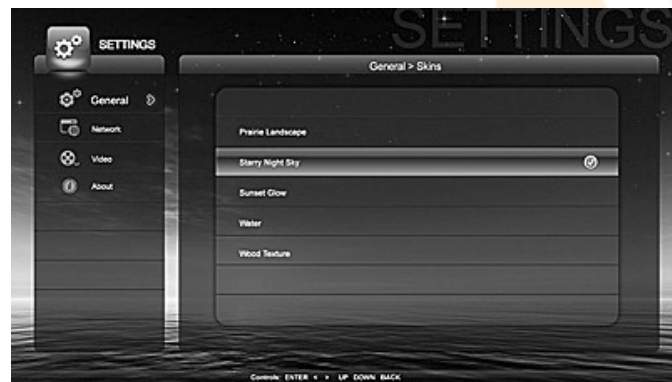 SETTINGS
SETTINGS
General > Skins
General
Network
Video
About
Prairie Landscape
Starry Night Sky
Sunset Glow
Water
Wood Texture
Controls: ENTER < > UP DOWN BACK